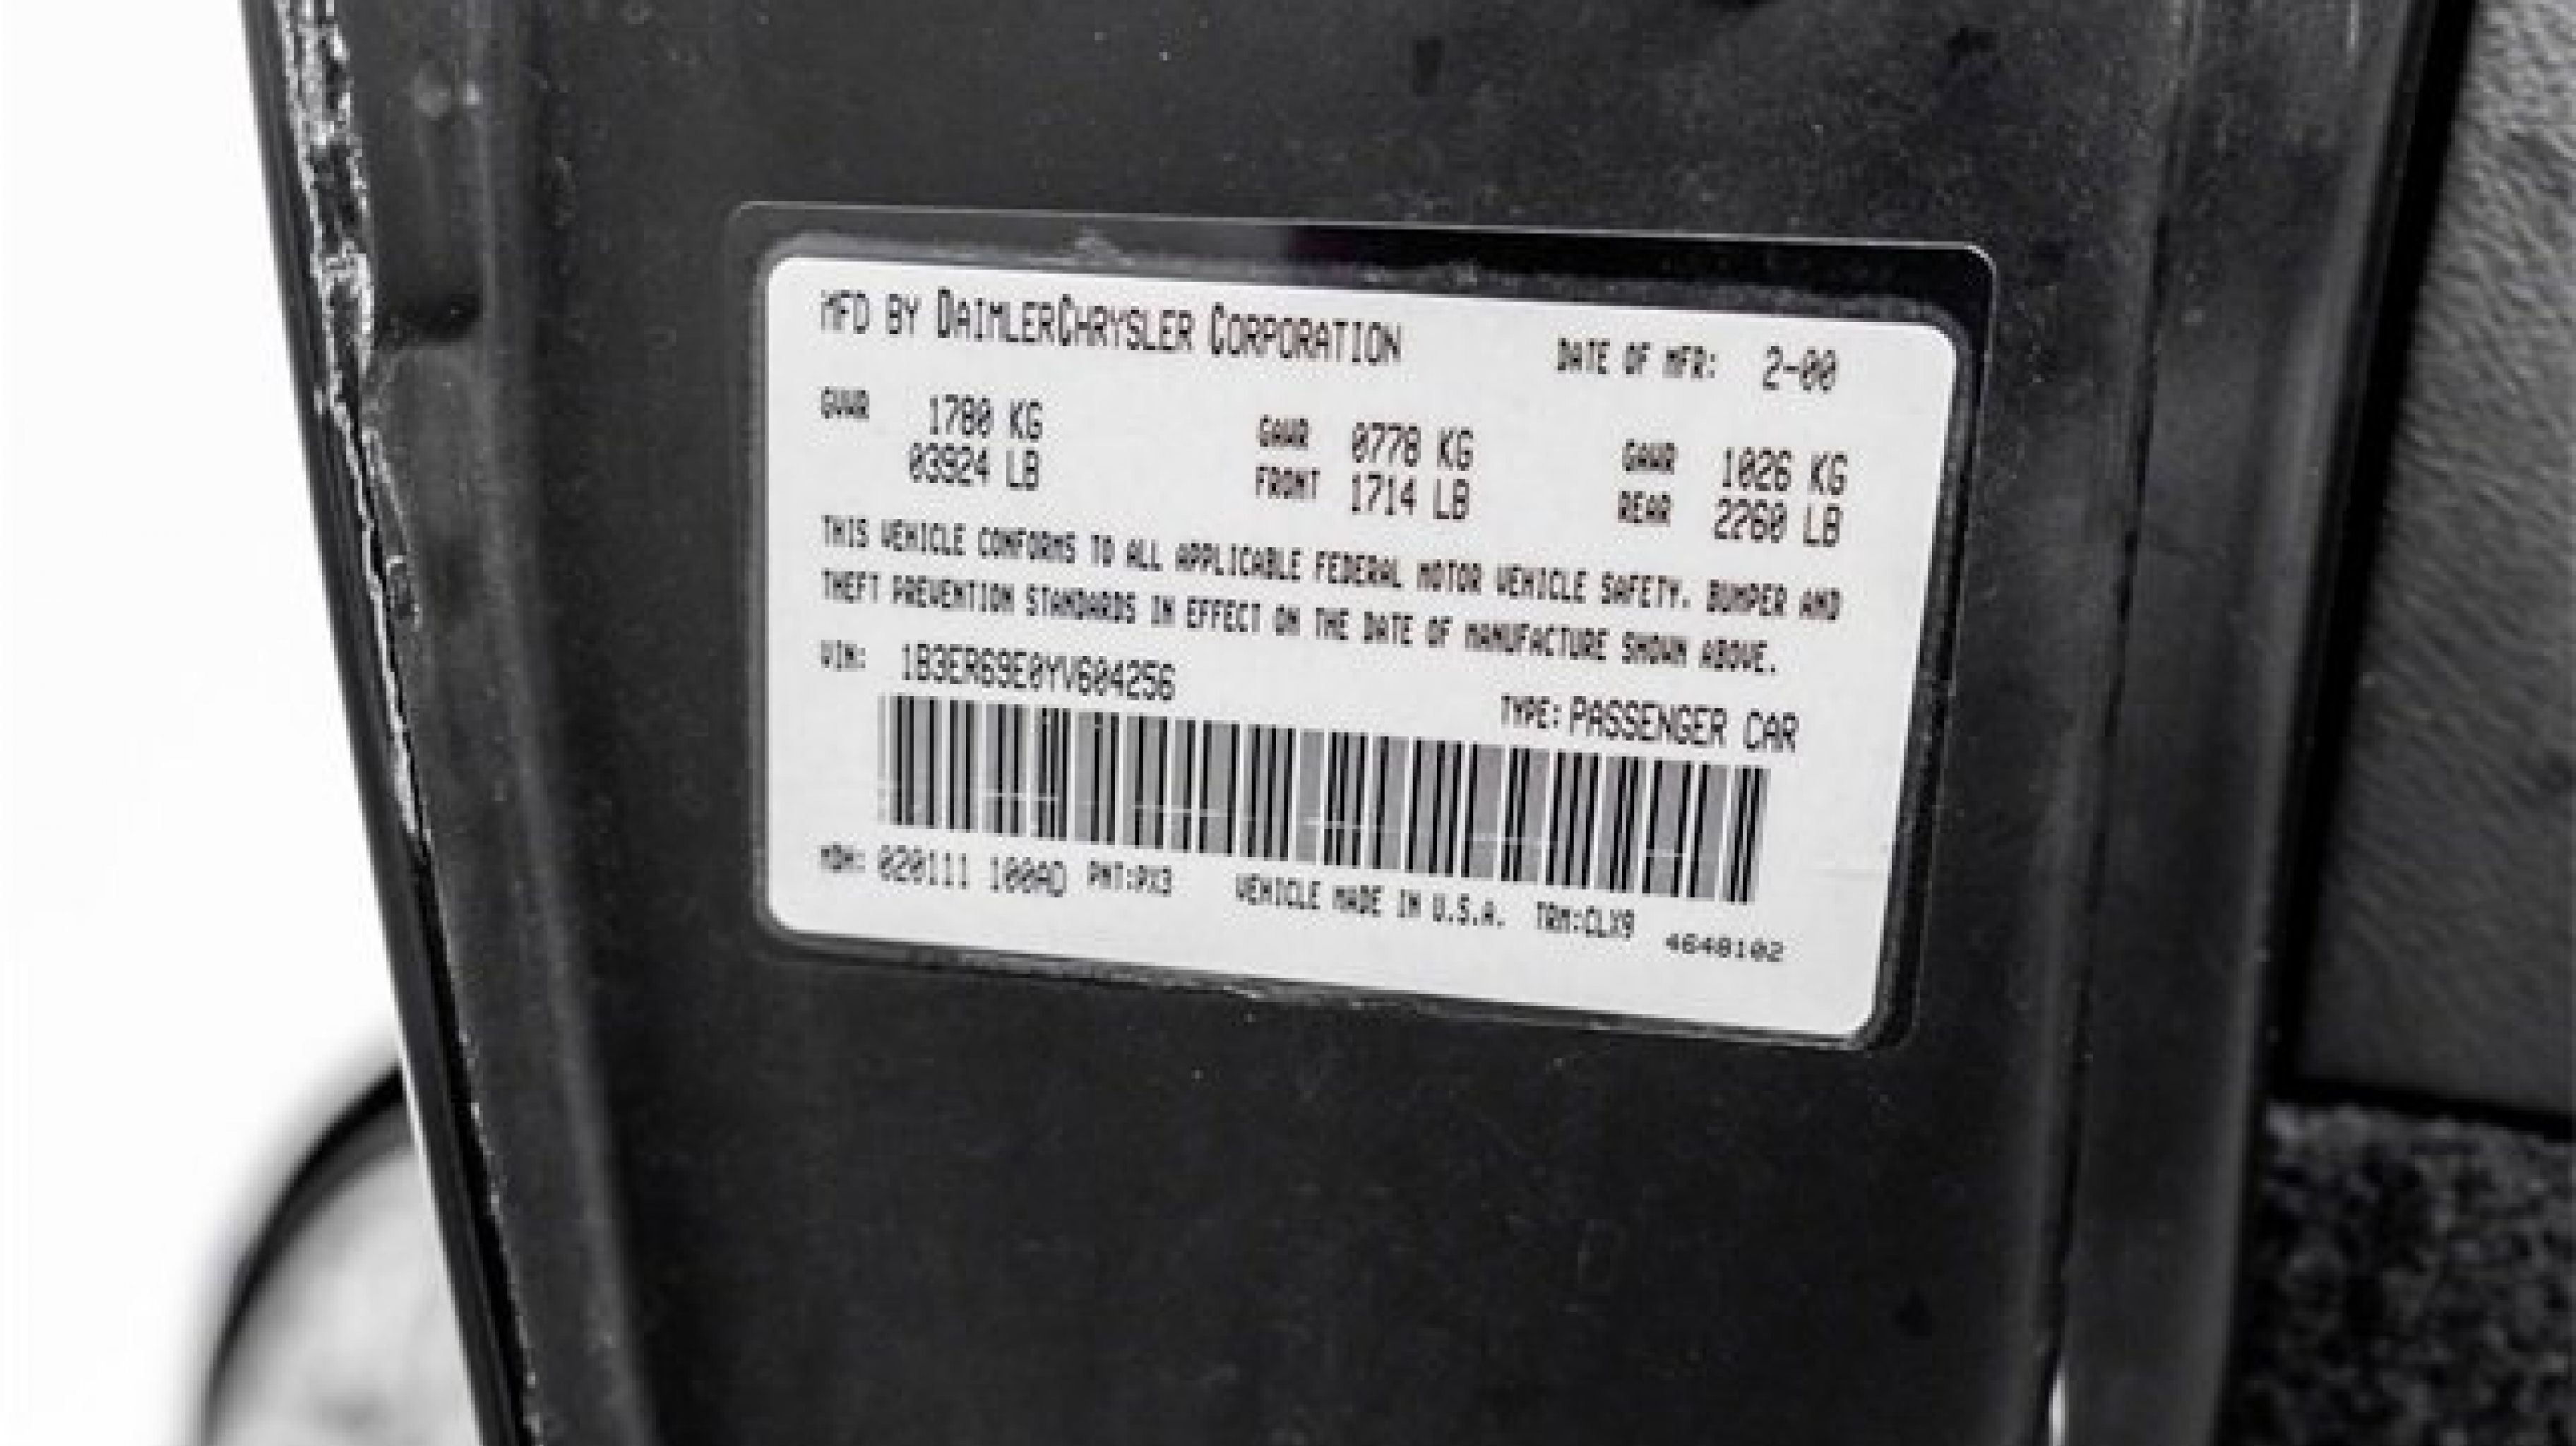 MFD BY DAIMLERCHRYSLER CORPORATION DATE OF MFR: 2-00
GVWR 1780 KG GAWR 0778 KG GAWR 1026 KG
03924 LB FRONT 1714 LB REAR 2260 LB
THIS VEHICLE CONFORMS TO ALL APPLICABLE FEDERAL MOTOR VEHICLE SAFETY, BUMPER AND
THEFT PREVENTION STANDARDS IN EFFECT ON THE DATE OF MANUFACTURE SHOWN ABOVE.
VIN: 1B3ER69E0YV604256 TYPE: PASSENGER CAR
MDH: 020111 100AD PNT:PX3 VEHICLE MADE IN U.S.A. TRM:CLX9
4648102